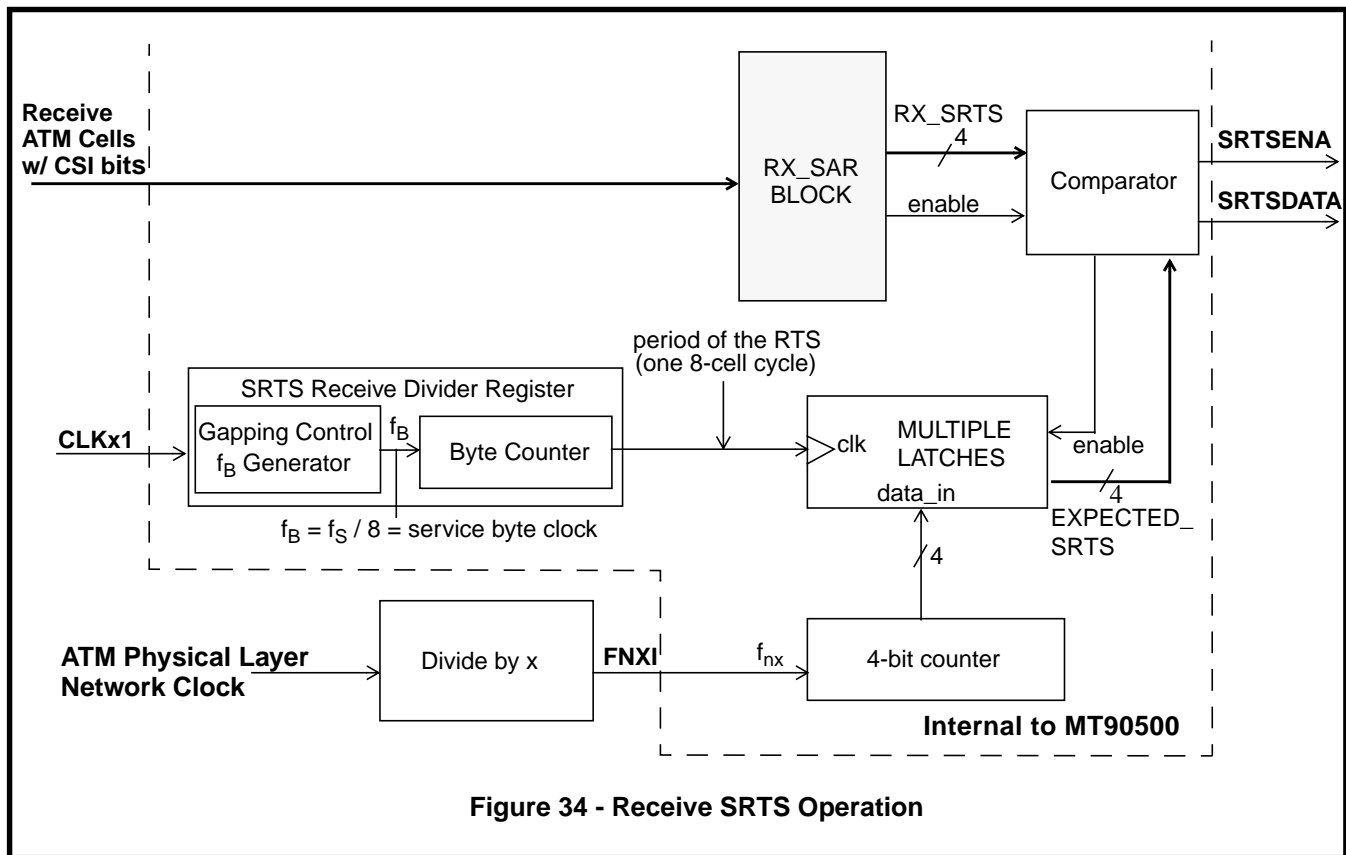 Receive
ATM Cells
w/ CSI bits
RX_SAR
BLOCK
RX_SRTS
4
enable
Comparator
SRTSENA
SRTSDATA
period of the RTS
(one 8-cell cycle)
SRTS Receive Divider Register
CLKx1
Gapping Control
fB Generator
fB
Byte Counter
fB = fS / 8 = service byte clock
clk
MULTIPLE
LATCHES
data_in
enable
4
EXPECTED_
SRTS
4
ATM Physical Layer
Network Clock
Divide by x
FNXI
fnx
4-bit counter
Internal to MT90500
Figure 34 - Receive SRTS Operation